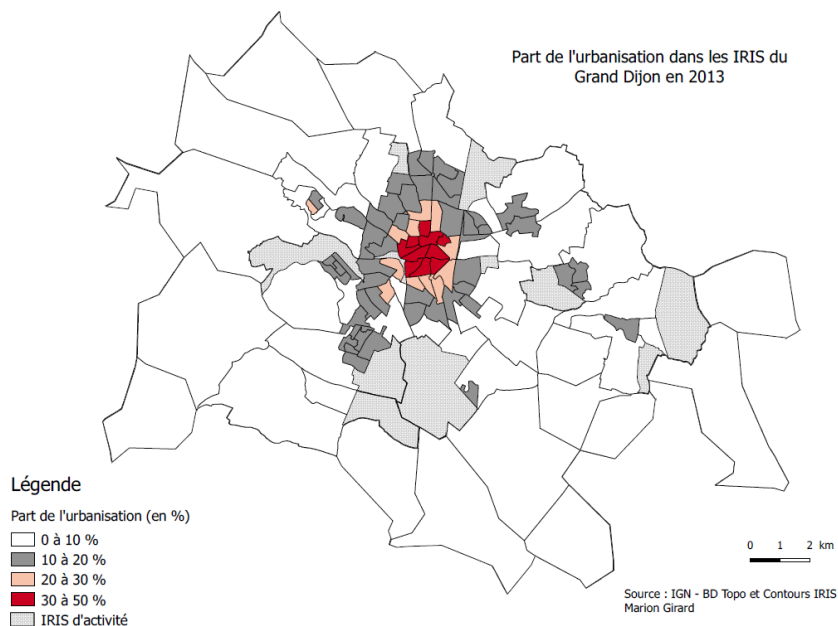 Part de l'urbanisation dans les IRIS du
Grand Dijon en 2013
Légende
Part de l'urbanisation (en %)
0 à 10 %
10 à 20 %
20 à 30 %
30 à 50 %
IRIS d'activité
0 1 2 km
Source : IGN - BD Topo et Contours IRIS
Marion Girard